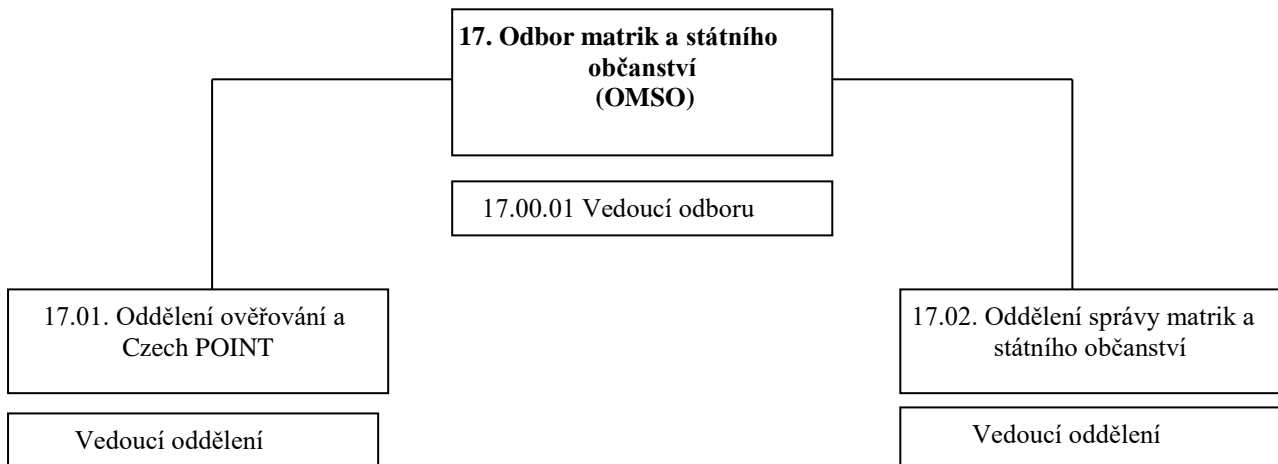 17. Odbor matrik a státního
občanství
(OMSO)
17.00.01 Vedoucí odboru
17.01. Oddělení ověřování a
Czech POINT
Vedoucí oddělení
17.02. Oddělení správy matrik a
státního občanství
Vedoucí oddělení